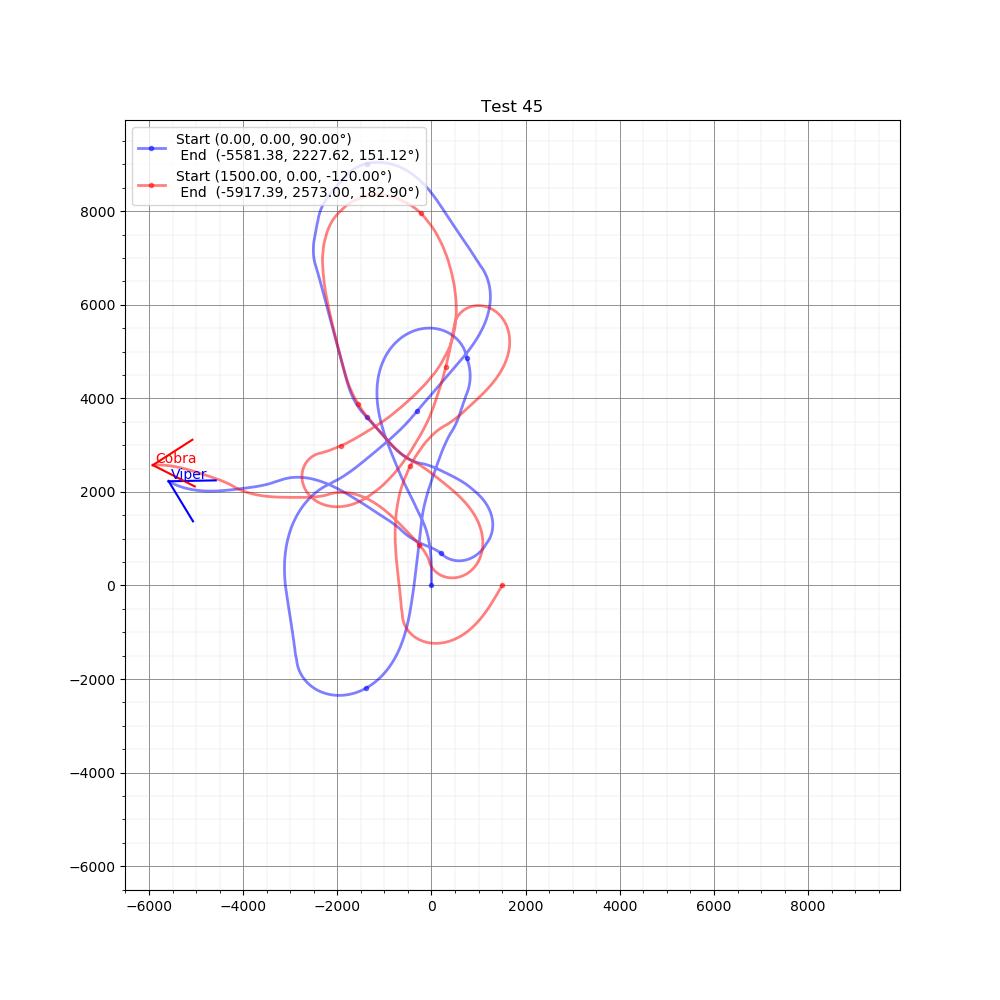 Test 45
Start (0.00, 0.00, 90.00°)
End (-5581.38, 2227.62, 151.12°)
Start (1500.00, 0.00, -120.00°)
End (-5917.39, 2573.00, 182.90°)
8000
6000
4000
Cobra
Viper
2000
0
−2000
−4000
−6000
−6000 −4000 −2000 0 2000 4000 6000 8000